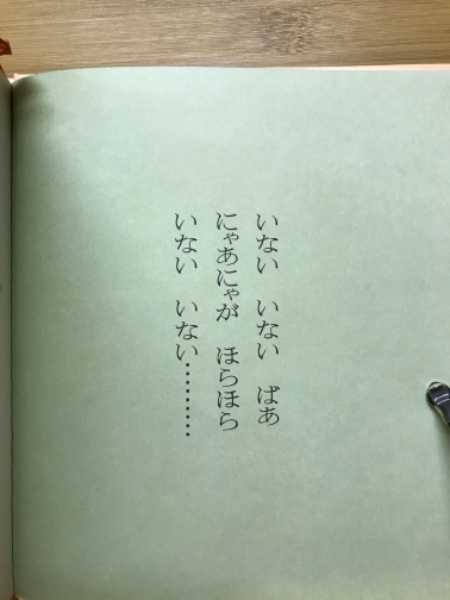 いない　いない　ばあ
にゃあにゃが　ほらほら
いない　いない………